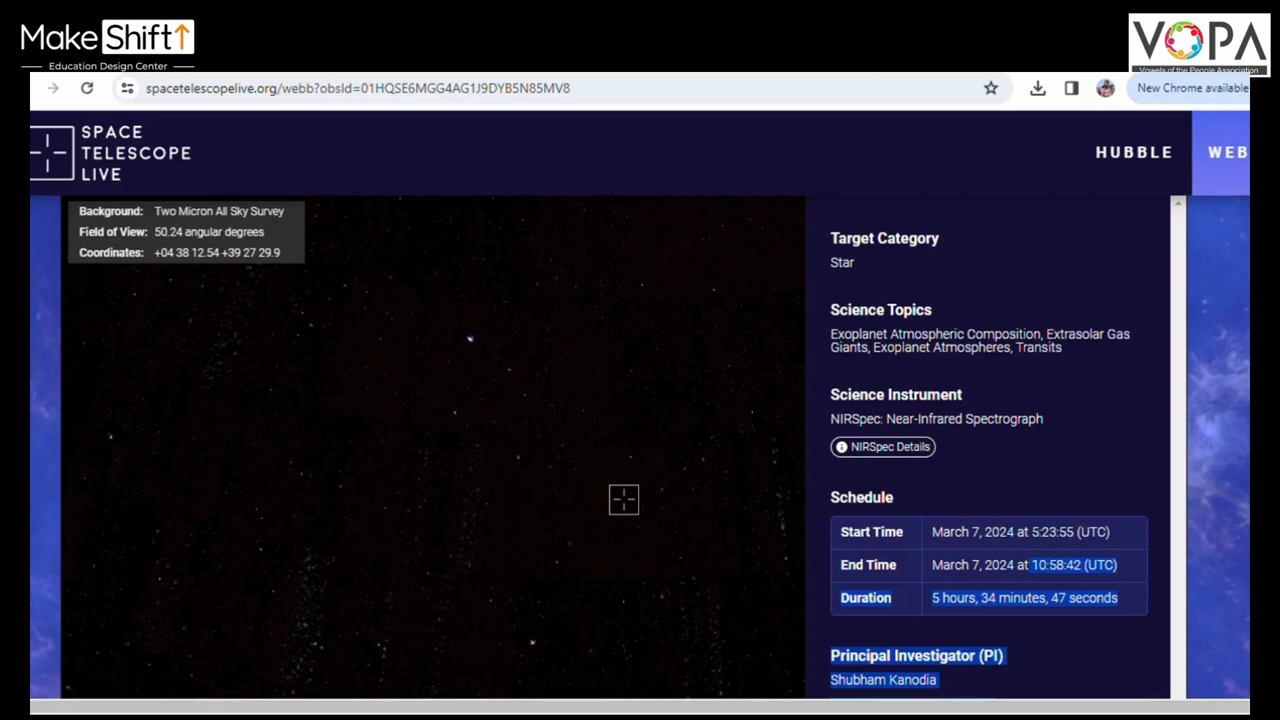 MakeShift↑
Education Design Center
VOPA
Vowels of the People Association
spacetelescopelive.org/webb?obsId=01HQSE6MGG4AG1J9DYB5N85MV8
New Chrome available
SPACE
TELESCOPE
LIVE
HUBBLE
WEB
Background: Two Micron All Sky Survey
Field of View: 50.24 angular degrees
Coordinates: +04 38 12.54 +39 27 29.9
Target Category
Star
Science Topics
Exoplanet Atmospheric Composition, Extrasolar Gas
Giants, Exoplanet Atmospheres, Transits
Science Instrument
NIRSpec: Near-Infrared Spectrograph
NIRSpec Details
Schedule
Start Time March 7, 2024 at 5:23:55 (UTC)
End Time March 7, 2024 at 10:58:42 (UTC)
Duration 5 hours, 34 minutes, 47 seconds
Principal Investigator (PI)
Shubham Kanodia